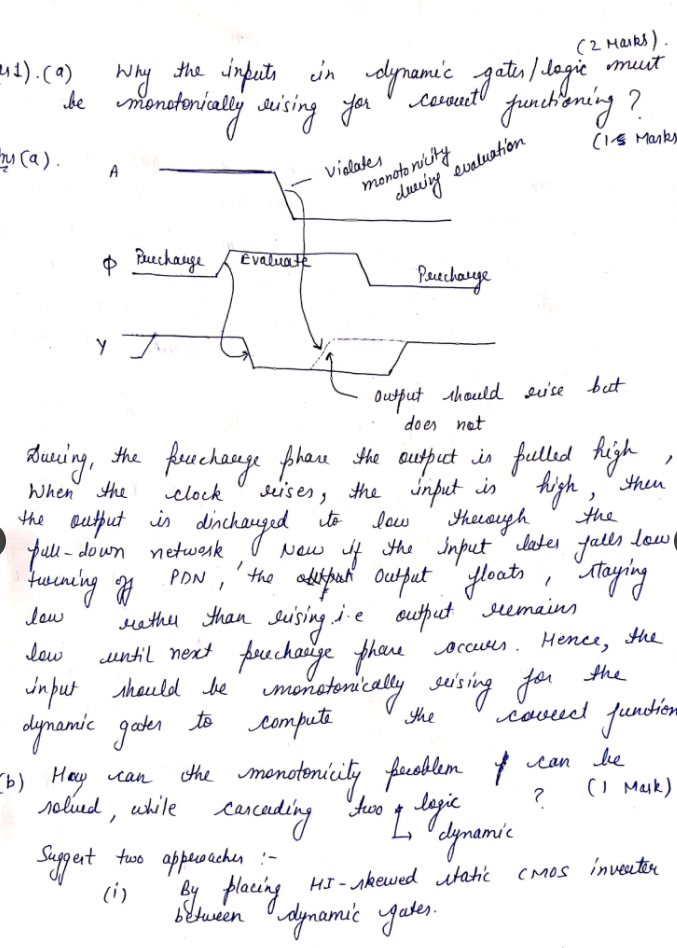 (2 Marks).
1).(a) Why the inputs in dynamic gates/logic must
be monotonically rising for correct functioning ?
(1.5 Marks
Ans (a).
A
Violates
monotonicity
during evaluation
ϕ Precharge Evaluate Precharge
Y
output should rise but
does not
During, the precharge phase the output is pulled high,
When the clock rises, the input is high, then
the output is discharged to low through the
pull-down network. Now if the input later falls low
turning off PDN, the output floats, staying
low rather than rising i.e output remains
low until next precharge phase occurs. Hence, the
input should be monotonically rising for the
dynamic gates to compute the correct function
(b) How can the monotonicity problem can be
solved, while cascading two logic ? (1 Mark)
dynamic
Suggest two approaches :-
(i) By placing HI-skewed static CMOS inverter
between dynamic gates.